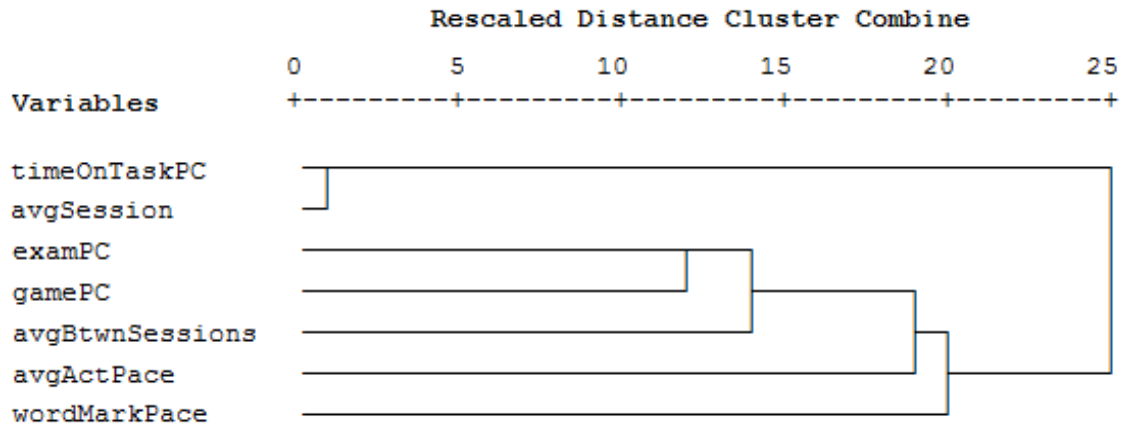 Rescaled Distance Cluster Combine
0 5 10 15 20 25
Variables +---------+---------+---------+---------+---------+
timeOnTaskPC
avgSession
examPC
gamePC
avgBtwnSessions
avgActPace
wordMarkPace